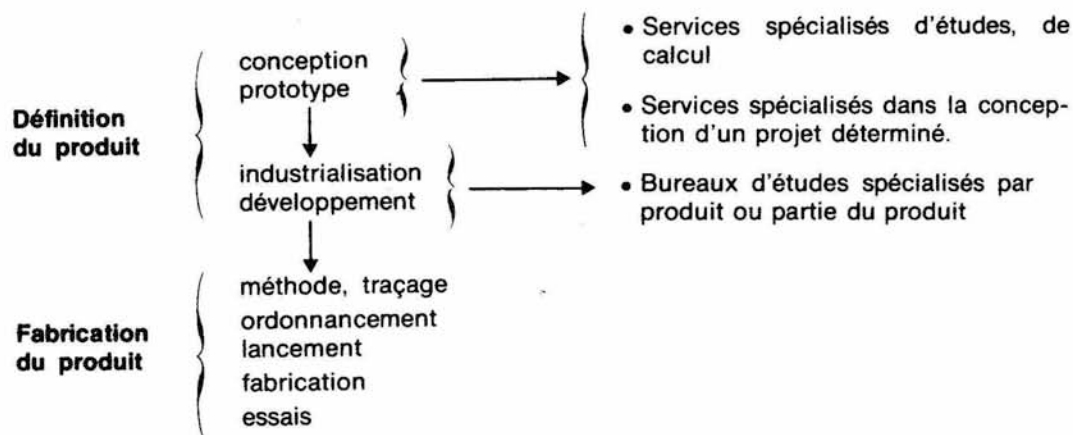 Définition
du produit
conception
prototype
• Services spécialisés d'études, de
calcul
• Services spécialisés dans la concep-
tion d'un projet déterminé.
industrialisation
développement
• Bureaux d'études spécialisés par
produit ou partie du produit
Fabrication
du produit
méthode, traçage
ordonnancement
lancement
fabrication
essais